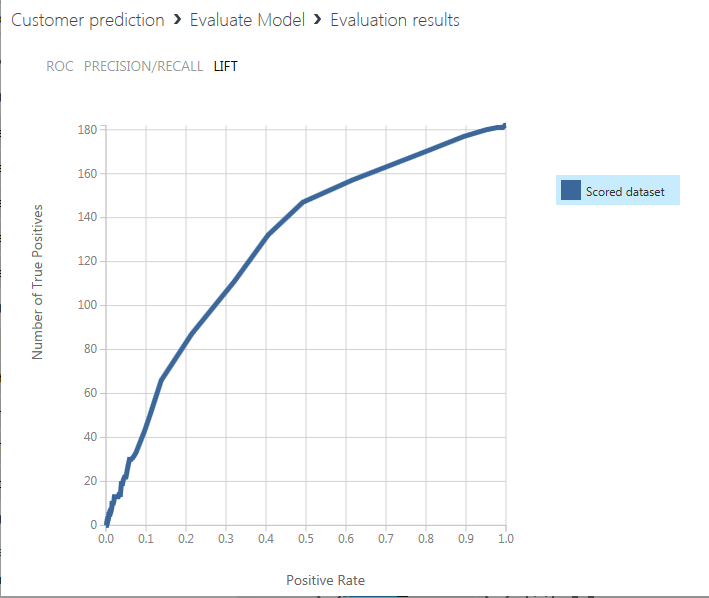 Customer prediction › Evaluate Model › Evaluation results
ROC PRECISION/RECALL LIFT
180
160
140
120
100
80
60
40
20
0
Number of True Positives
0.0 0.1 0.2 0.3 0.4 0.5 0.6 0.7 0.8 0.9 1.0
Positive Rate
Scored dataset